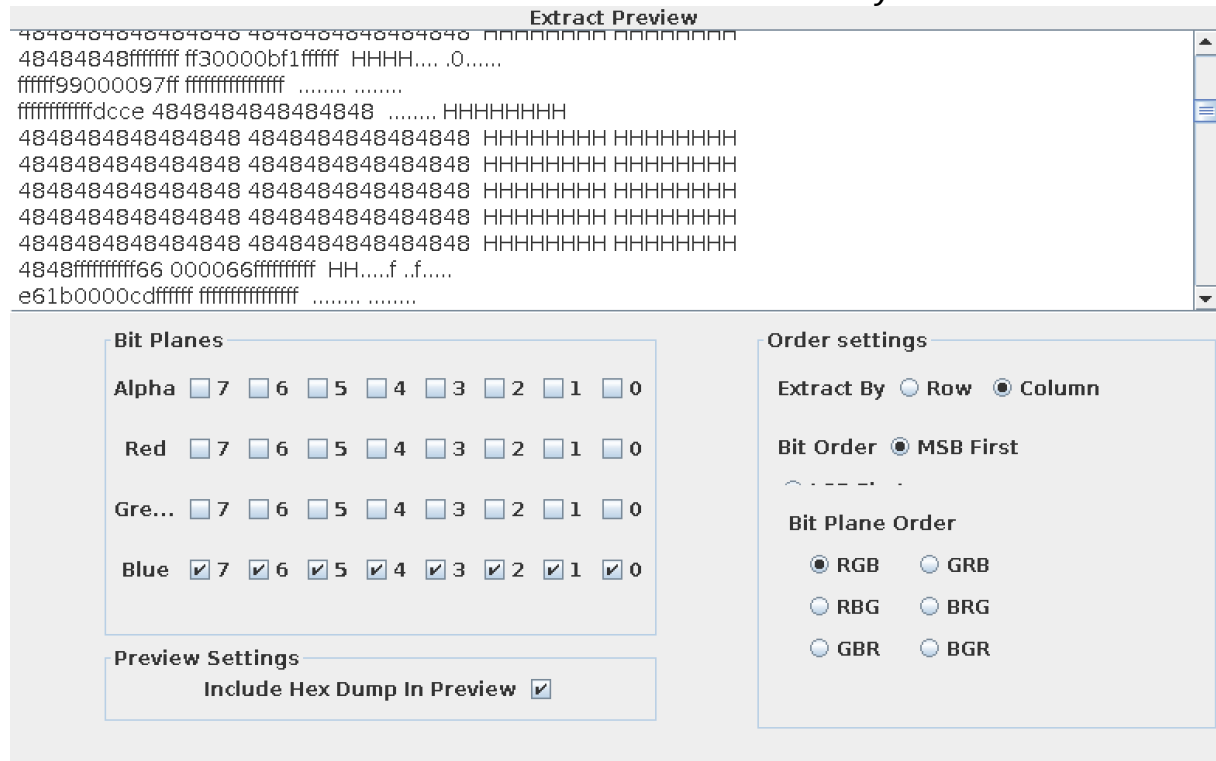 Extract Preview
4848484848484848 4848484848484848 HHHHHHHH HHHHHHHH
48484848ffffffff ff30000bf1ffffff HHHH.... .0......
ffffff99000097ff ffffffffffffffff ........ ........
ffffffffffffdcce 4848484848484848 ........ HHHHHHHH
4848484848484848 4848484848484848 HHHHHHHH HHHHHHHH
4848484848484848 4848484848484848 HHHHHHHH HHHHHHHH
4848484848484848 4848484848484848 HHHHHHHH HHHHHHHH
4848484848484848 4848484848484848 HHHHHHHH HHHHHHHH
4848484848484848 4848484848484848 HHHHHHHH HHHHHHHH
4848ffffffffff66 000066ffffffffff HH.....f ..f.....
e61b0000cdffffff ffffffffffffffff ........ ........
Bit Planes
Alpha 7 6 5 4 3 2 1 0
Red 7 6 5 4 3 2 1 0
Gre... 7 6 5 4 3 2 1 0
Blue 7 6 5 4 3 2 1 0
Preview Settings
Include Hex Dump In Preview
Order settings
Extract By Row Column
Bit Order MSB First
Bit Plane Order
RGB GRB
RBG BRG
GBR BGR